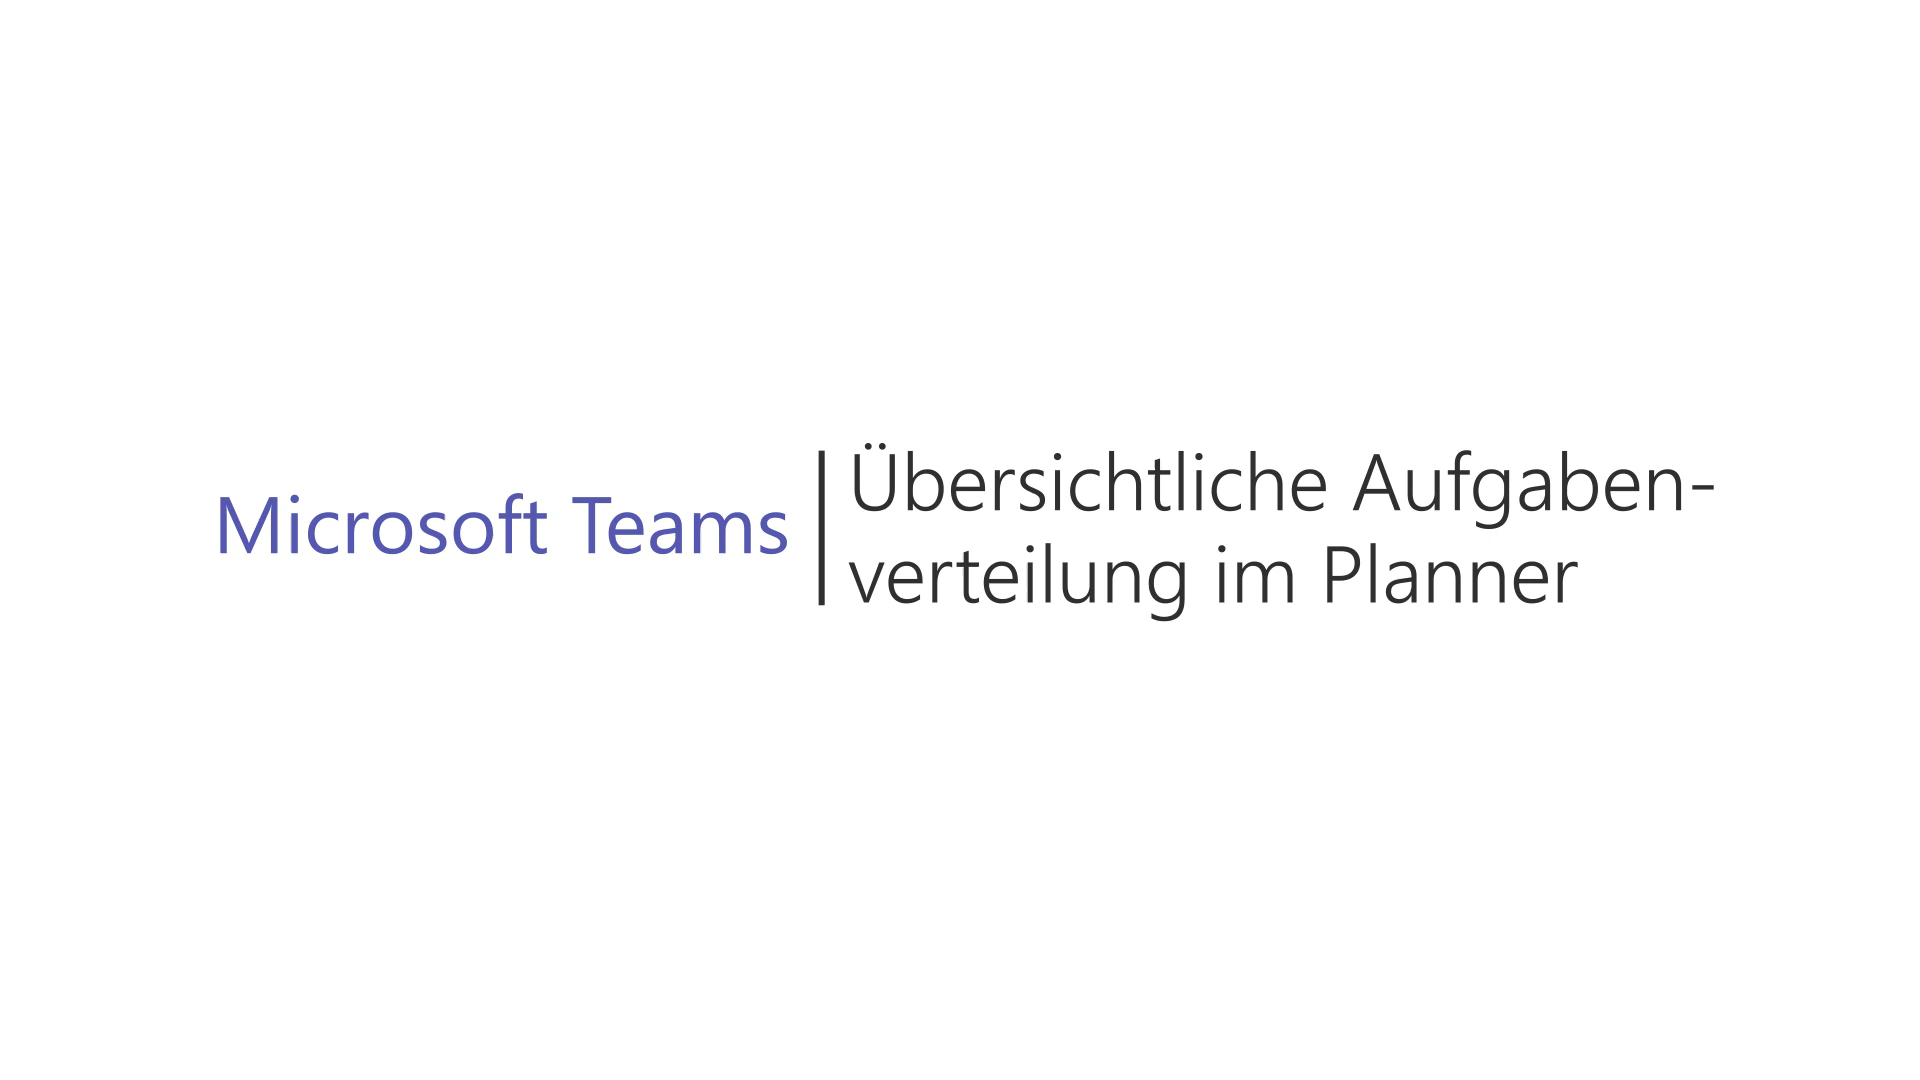 Microsoft Teams
Übersichtliche Aufgaben-
verteilung im Planner